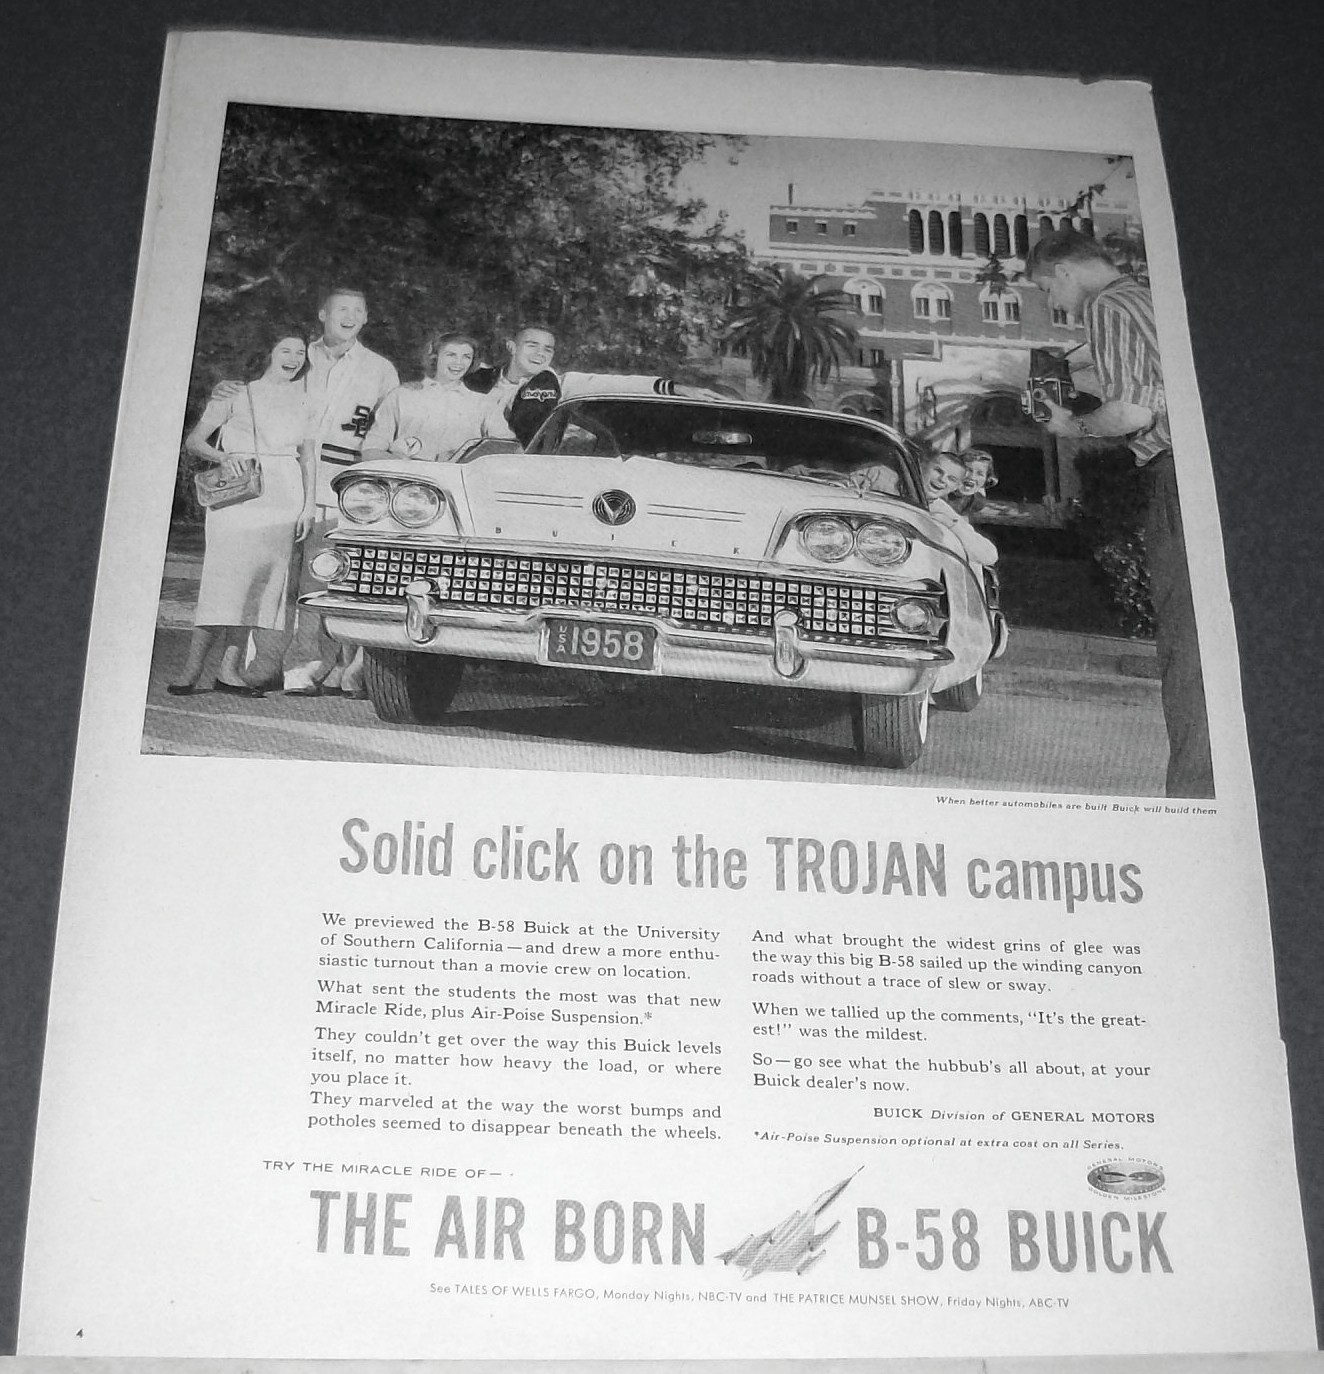 SC
Trojans
BUICK
USA 1958
When better automobiles are built Buick will build them
Solid click on the TROJAN campus
We previewed the B-58 Buick at the University
of Southern California—and drew a more enthu-
siastic turnout than a movie crew on location.
What sent the students the most was that new
Miracle Ride, plus Air-Poise Suspension.*
They couldn't get over the way this Buick levels
itself, no matter how heavy the load, or where
you place it.
They marveled at the way the worst bumps and
potholes seemed to disappear beneath the wheels.
And what brought the widest grins of glee was
the way this big B-58 sailed up the winding canyon
roads without a trace of slew or sway.
When we tallied up the comments, "It's the great-
est!" was the mildest.
So—go see what the hubbub's all about, at your
Buick dealer's now.
BUICK Division of GENERAL MOTORS
*Air-Poise Suspension optional at extra cost on all Series.
TRY THE MIRACLE RIDE OF—
GENERAL MOTORS
GOLDEN MILESTONE
THE AIR BORN B-58 BUICK
See TALES OF WELLS FARGO, Monday Nights, NBC-TV and THE PATRICE MUNSEL SHOW, Friday Nights, ABC-TV
4